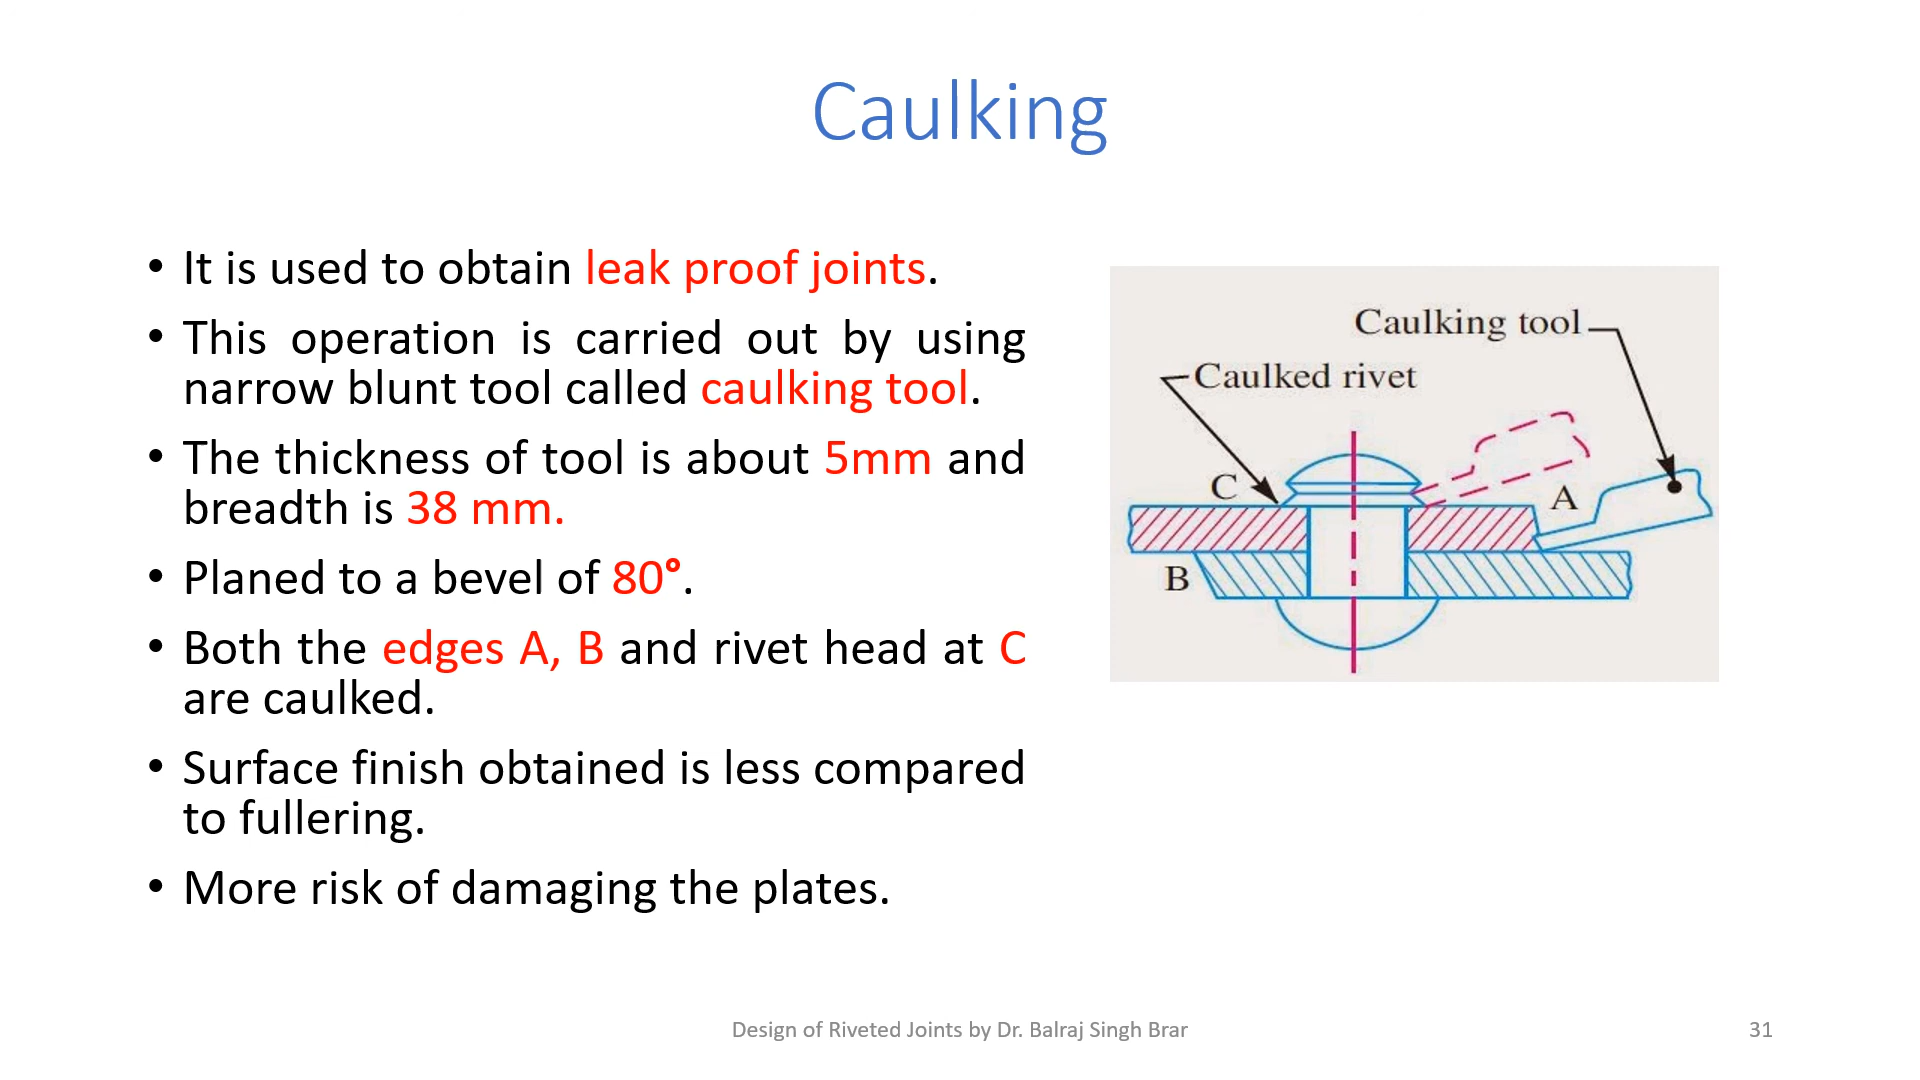 Caulking
• It is used to obtain leak proof joints.
• This operation is carried out by using
narrow blunt tool called caulking tool.
• The thickness of tool is about 5mm and
breadth is 38 mm.
• Planed to a bevel of 80°.
• Both the edges A, B and rivet head at C
are caulked.
• Surface finish obtained is less compared
to fullering.
• More risk of damaging the plates.
Caulking tool
Caulked rivet
C
A
B
Design of Riveted Joints by Dr. Balraj Singh Brar
31